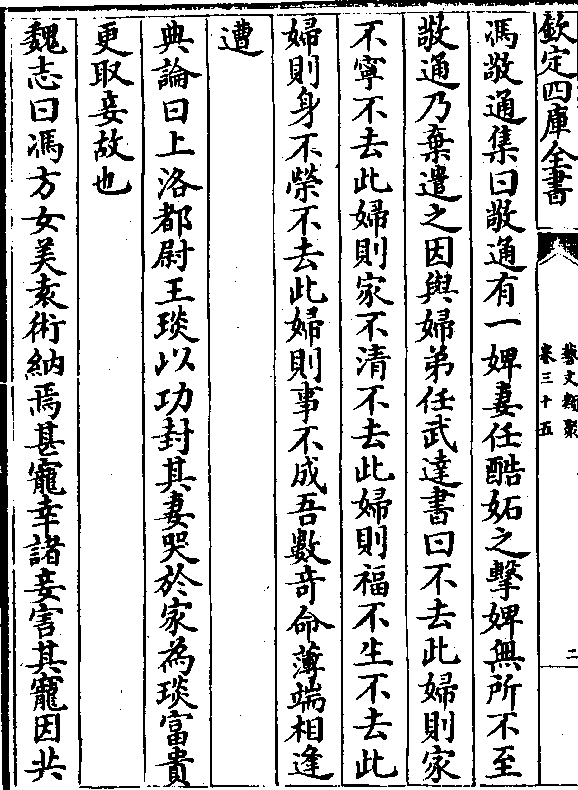 欽定四庫全書
藝文類聚
卷三十五
二
馮敬通集曰敬通有一婢妻任酷妬之擊婢無所不至
敬通乃棄遣之因與婦弟任武達書曰不去此婦則家
不寧不去此婦則家不清不去此婦則福不生不去此
婦則身不榮不去此婦則事不成吾數奇命薄端相逢
遭
典論曰上洛都尉王琰以功封其妻哭於家為琰富貴
更取妾故也
魏志曰馮方女美袁術納焉甚寵幸諸妾害其寵因共